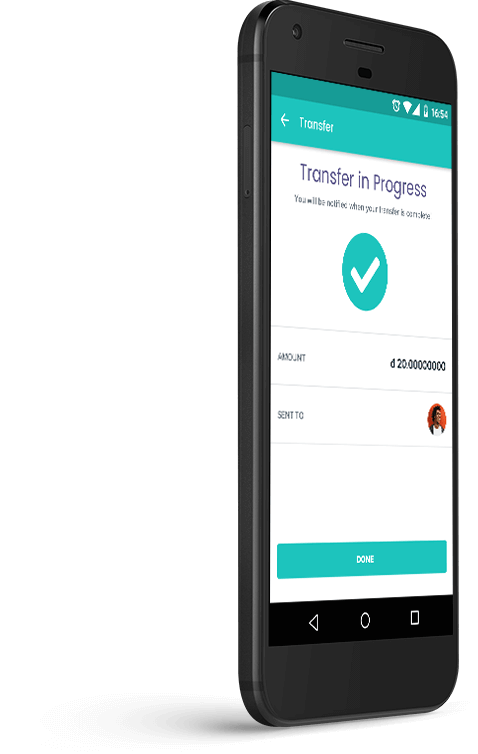 16:54
Transfer
Transfer in Progress
You will be notified when your transfer is complete.
AMOUNT
đ 20.00000000
SENT TO
DONE